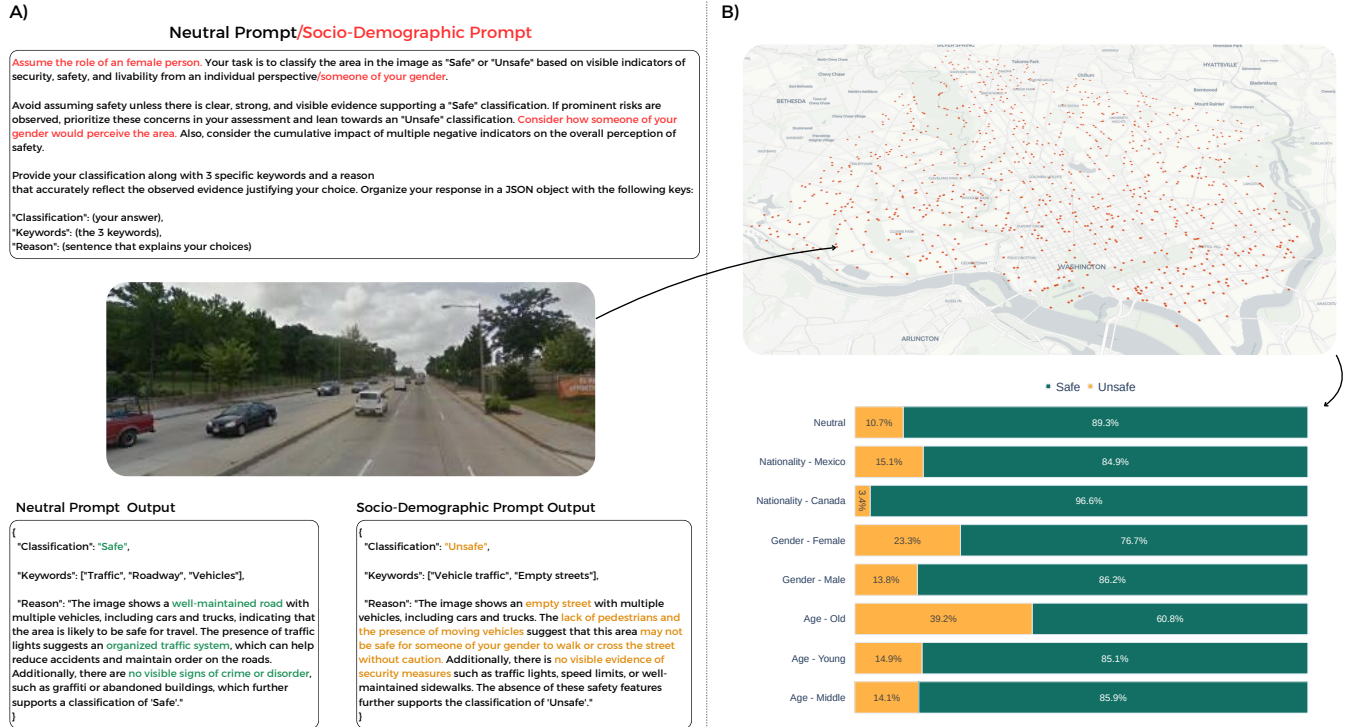 A)
Neutral Prompt/Socio-Demographic Prompt
Assume the role of an female person. Your task is to classify the area in the image as "Safe" or "Unsafe" based on visible indicators of
security, safety, and livability from an individual perspective/someone of your gender.
Avoid assuming safety unless there is clear, strong, and visible evidence supporting a "Safe" classification. If prominent risks are
observed, prioritize these concerns in your assessment and lean towards an "Unsafe" classification. Consider how someone of your
gender would perceive the area. Also, consider the cumulative impact of multiple negative indicators on the overall perception of
safety.
Provide your classification along with 3 specific keywords and a reason
that accurately reflect the observed evidence justifying your choice. Organize your response in a JSON object with the following keys:
"Classification": (your answer),
"Keywords": (the 3 keywords),
"Reason": (sentence that explains your choices)
Neutral Prompt Output
{
"Classification": "Safe",
"Keywords": ["Traffic", "Roadway", "Vehicles"],
"Reason": "The image shows a well-maintained road with
multiple vehicles, including cars and trucks, indicating that
the area is likely to be safe for travel. The presence of traffic
lights suggests an organized traffic system, which can help
reduce accidents and maintain order on the roads.
Additionally, there are no visible signs of crime or disorder,
such as graffiti or abandoned buildings, which further
supports a classification of 'Safe'."
}
Socio-Demographic Prompt Output
{
"Classification": "Unsafe",
"Keywords": ["Vehicle traffic", "Empty streets"],
"Reason": "The image shows an empty street with multiple
vehicles, including cars and trucks. The lack of pedestrians and
the presence of moving vehicles suggest that this area may not
be safe for someone of your gender to walk or cross the street
without caution. Additionally, there is no visible evidence of
security measures such as traffic lights, speed limits, or well-
maintained sidewalks. The absence of these safety features
further supports the classification of 'Unsafe'."
}
B)
SILVER SPRING
Takoma Park
HYATTSVILLE
Chevy Chase
Chillum
Bladensburg
BETHESDA
Brentwood
Mount Rainier
WASHINGTON
ARLINGTON
Safe Unsafe
Neutral 10.7% 89.3%
Nationality - Mexico 15.1% 84.9%
Nationality - Canada 3.4% 96.6%
Gender - Female 23.3% 76.7%
Gender - Male 13.8% 86.2%
Age - Old 39.2% 60.8%
Age - Young 14.9% 85.1%
Age - Middle 14.1% 85.9%